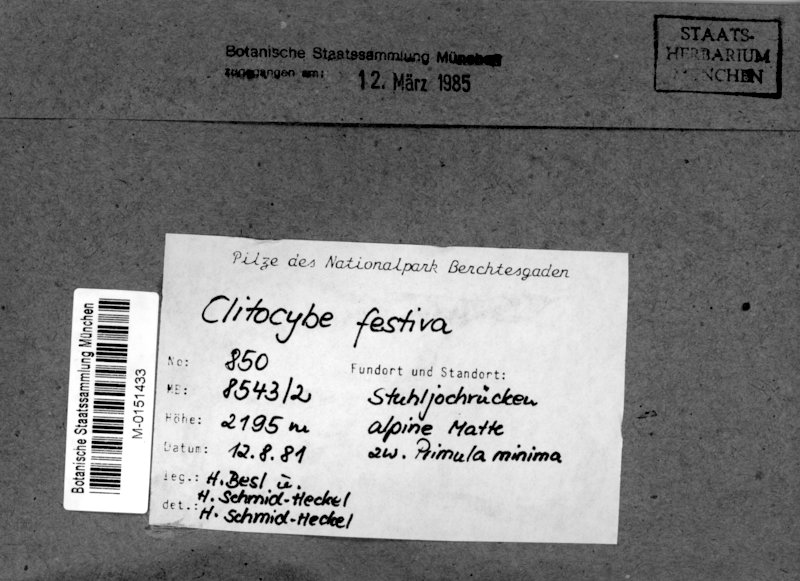 Botanische Staatssammlung München
zugegangen am: 12. März 1985
STAATS-
HERBARIUM
MÜNCHEN
Pilze des Nationalpark Berchtesgaden
Clitocybe festiva
No: 850
MB: 8543/2
Höhe: 2195 m
Datum: 12.8.81
Fundort und Standort:
Stuhljochrücken
alpine Matte
zw. Primula minima
leg.: H. Besl u.
H. Schmid-Heckel
det.: H. Schmid-Heckel
Botanische Staatssammlung München
M-0151433